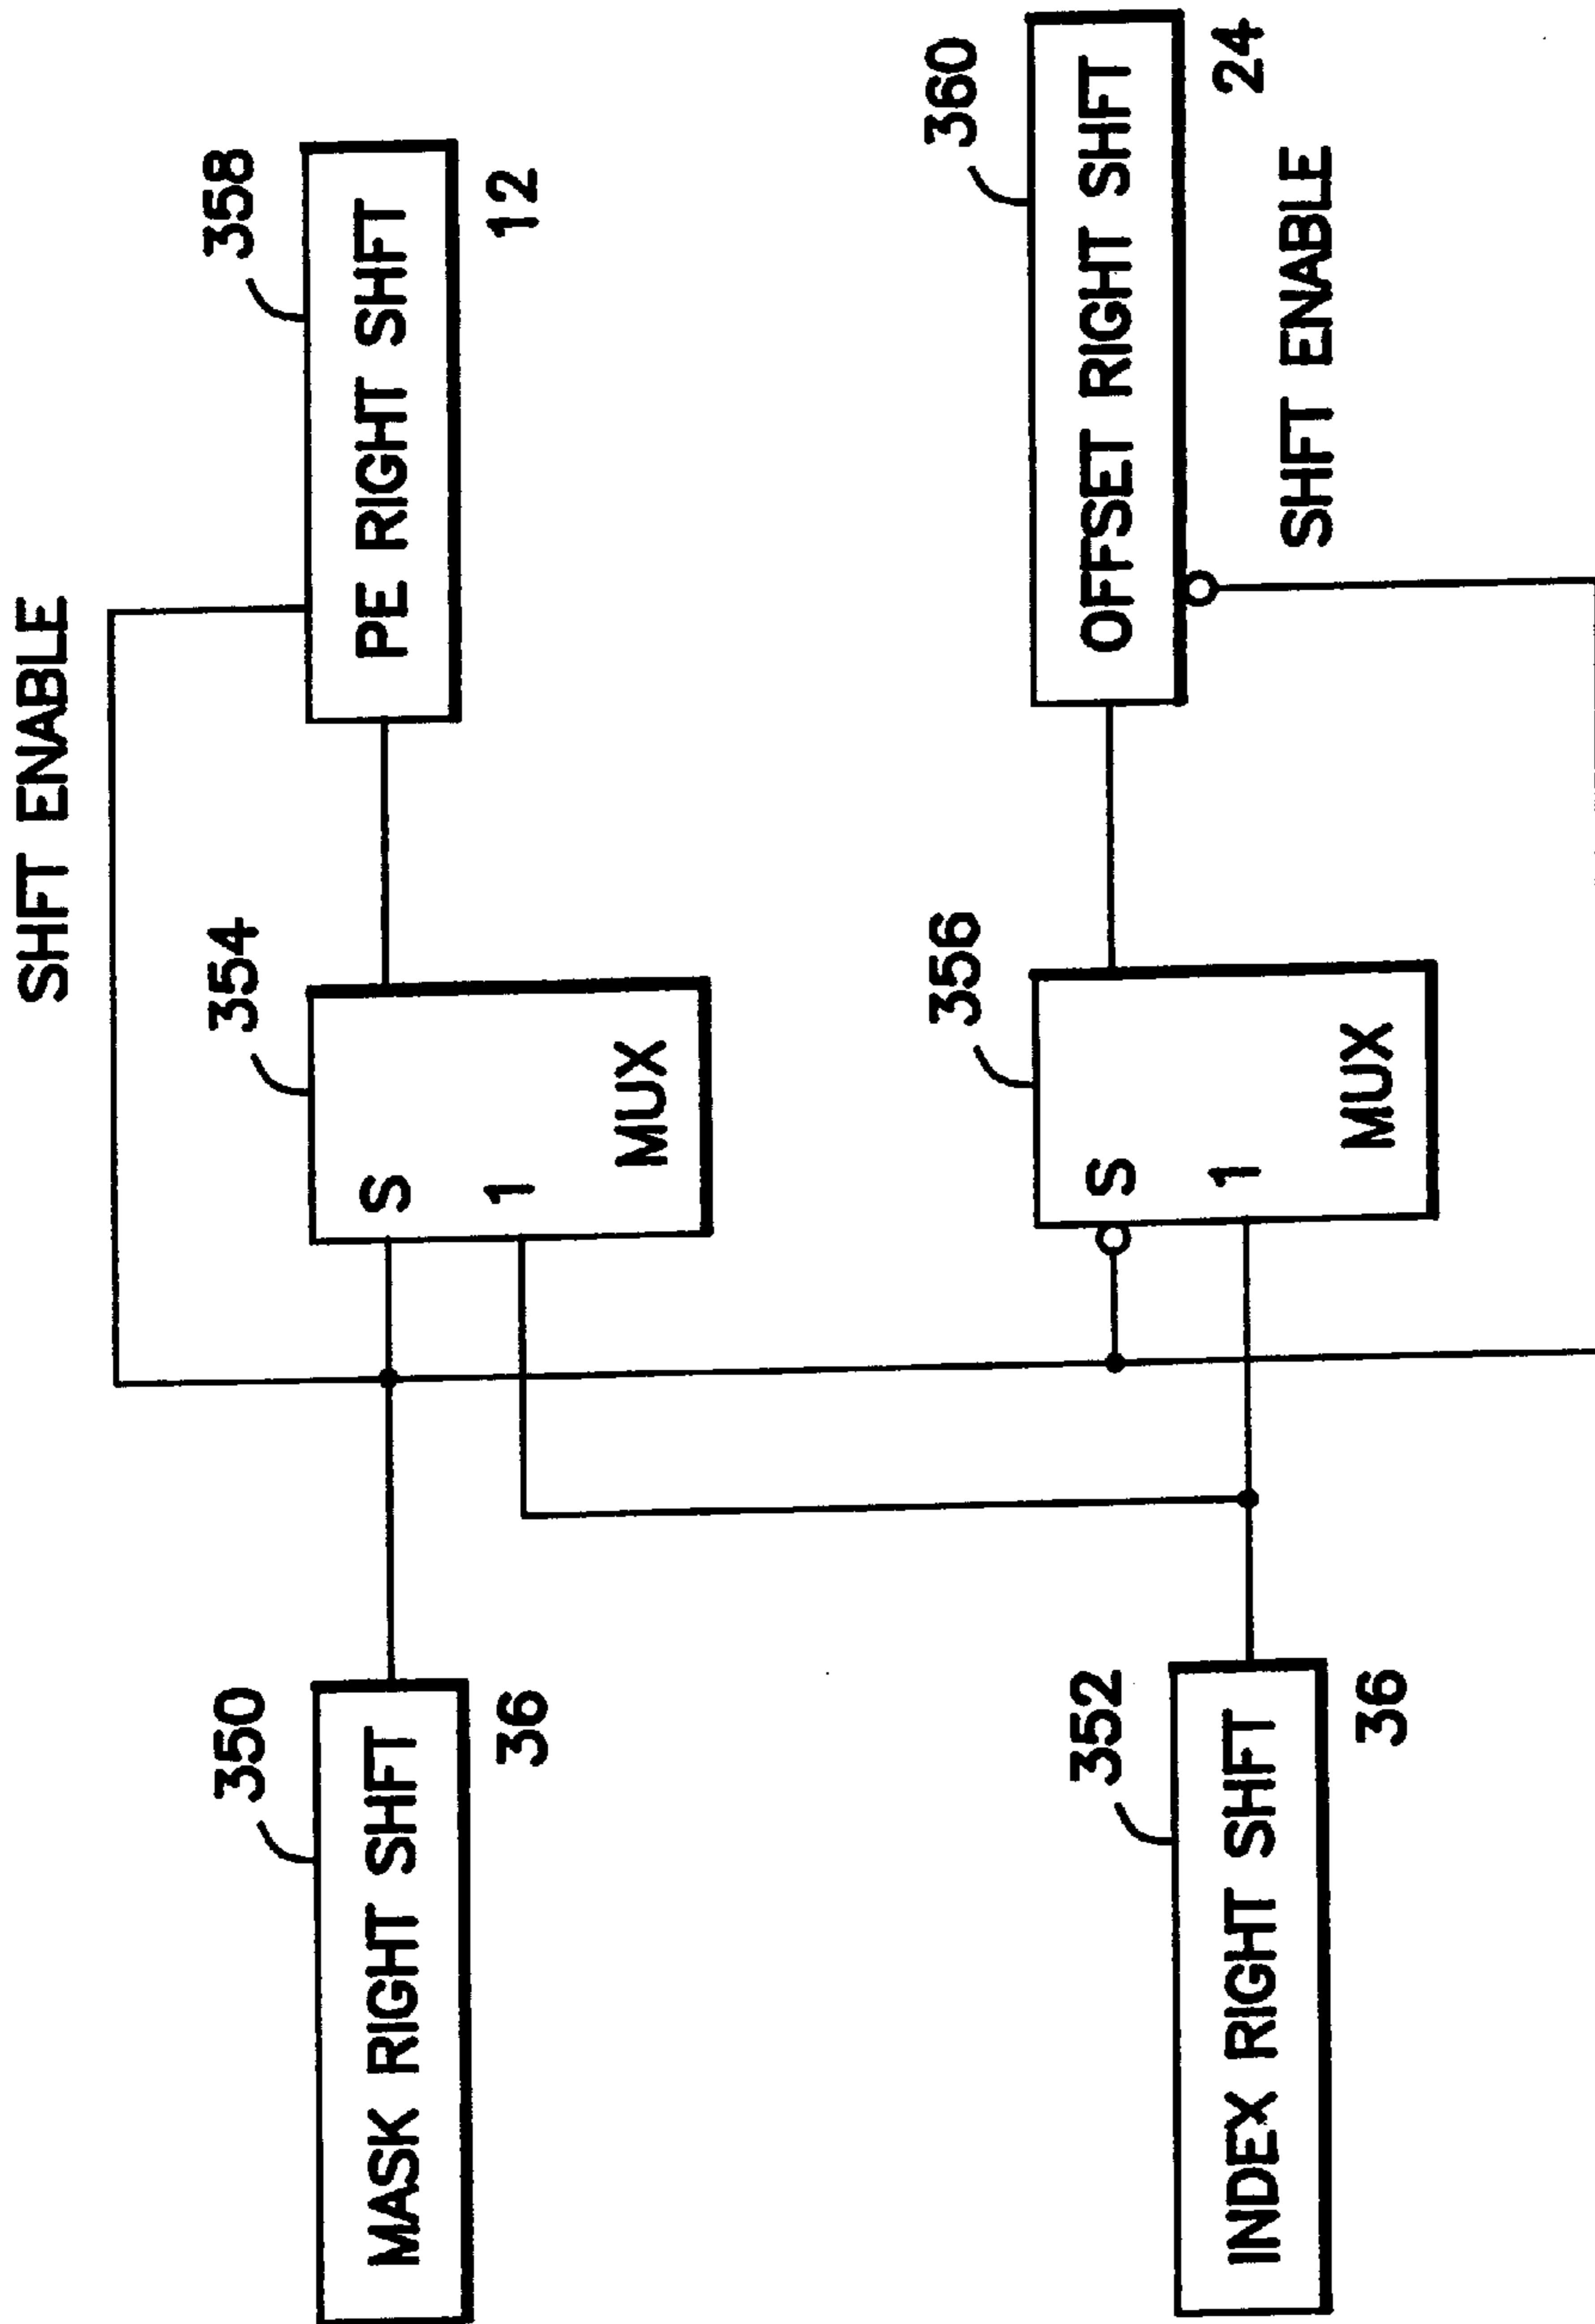 SHFT ENABLE
350
MASK RIGHT SHFT
36
354
S
1
MUX
358
PE RIGHT SHFT
12
352
INDEX RIGHT SHFT
36
356
S
1
MUX
360
OFFSET RIGHT SHFT
24
SHFT ENABLE